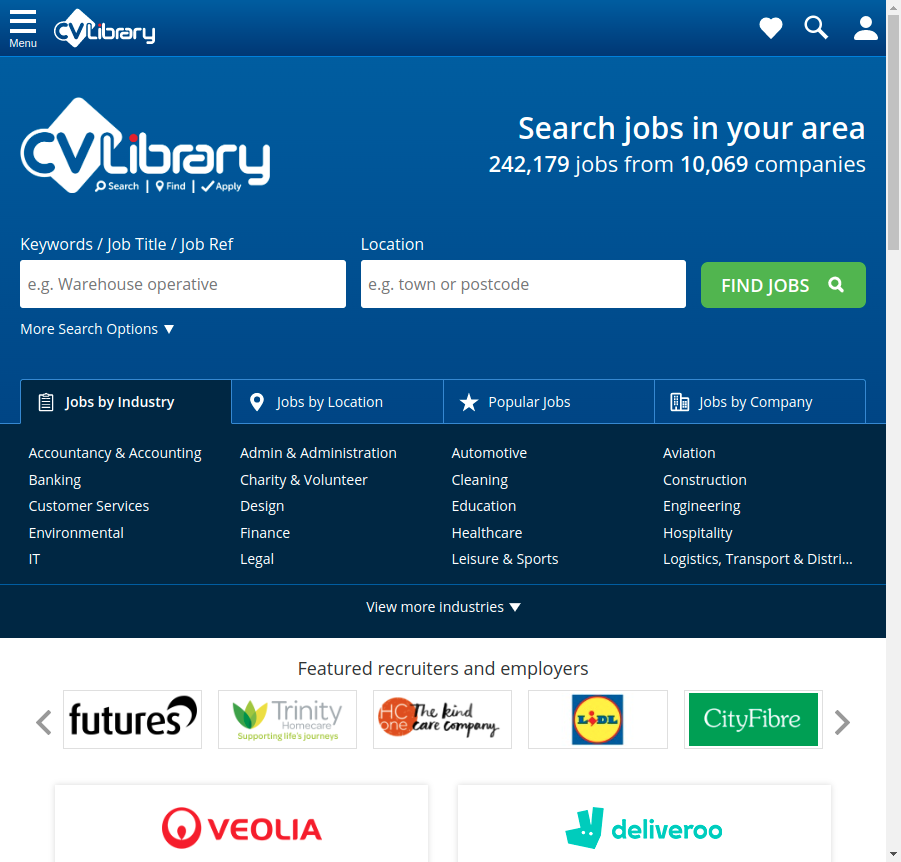 Menu
CVLibrary
CVLibrary
Search | Find | Apply
Search jobs in your area
242,179 jobs from 10,069 companies
Keywords / Job Title / Job Ref
Location
e.g. Warehouse operative
e.g. town or postcode
FIND JOBS
More Search Options
Jobs by Industry
Jobs by Location
Popular Jobs
Jobs by Company
Accountancy & Accounting
Admin & Administration
Automotive
Aviation
Banking
Charity & Volunteer
Cleaning
Construction
Customer Services
Design
Education
Engineering
Environmental
Finance
Healthcare
Hospitality
IT
Legal
Leisure & Sports
Logistics, Transport & Distri...
View more industries
Featured recruiters and employers
futures
Trinity
Homecare
Supporting life's journeys
HC
one
The kind
care company
LiDL
CityFibre
VEOLIA
deliveroo